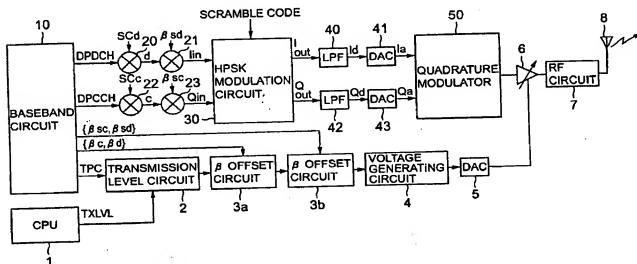 SCRAMBLE CODE
10
SCd
β sd
20
21
DPDCH
d
Iin
SCc
β sc
22
23
DPCCH
c
Qin
BASEBAND
CIRCUIT
HPSK
MODULATION
CIRCUIT
30
I
out
40
LPF
Id
41
DAC
Ia
Q
out
LPF
42
Qd
DAC
43
Qa
50
QUADRATURE
MODULATOR
6
RF
CIRCUIT
7
8
{β sc, β sd}
{β c, β d}
TPC
TRANSMISSION
LEVEL CIRCUIT
2
β OFFSET
CIRCUIT
3a
β OFFSET
CIRCUIT
3b
VOLTAGE
GENERATING
CIRCUIT
4
DAC
5
CPU
TXLVL
1